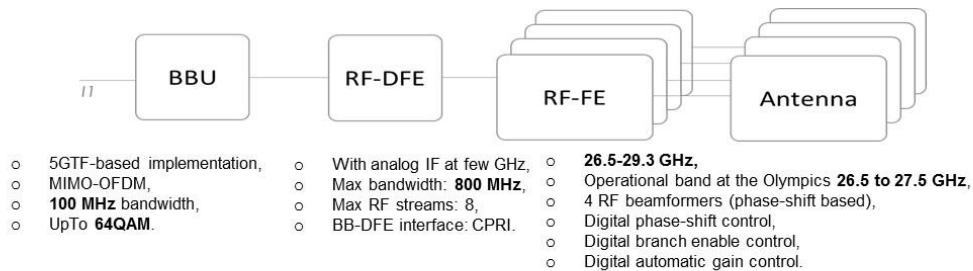 BBU
RF-DFE
RF-FE
Antenna
o 5GTF-based implementation,
o MIMO-OFDM,
o 100 MHz bandwidth,
o UpTo 64QAM.
o With analog IF at few GHz,
o Max bandwidth: 800 MHz,
o Max RF streams: 8,
o BB-DFE interface: CPRI.
o 26.5-29.3 GHz,
o Operational band at the Olympics 26.5 to 27.5 GHz,
o 4 RF beamformers (phase-shift based),
o Digital phase-shift control,
o Digital branch enable control,
o Digital automatic gain control.